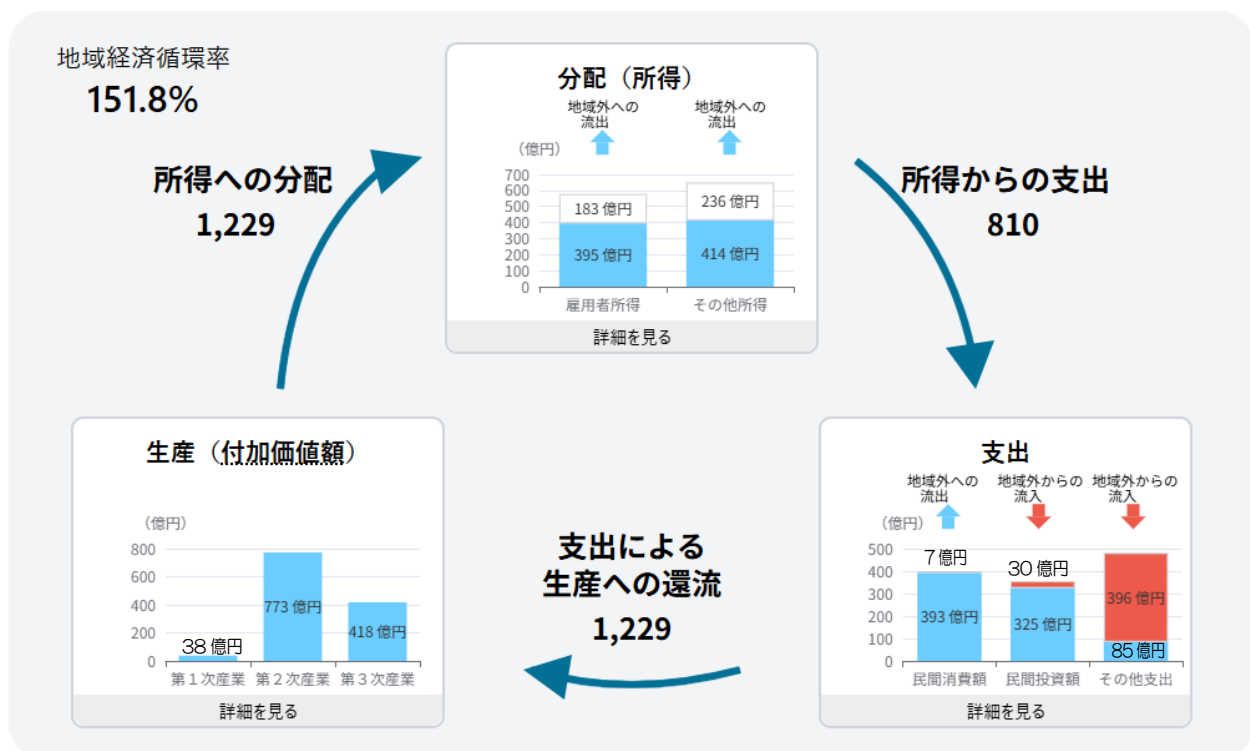 地域経済循環率
151.8%
所得への分配
1,229
分配（所得）
地域外への
流出
地域外への
流出
（億円）
700
600
500
400
300
200
100
0
183 億円
236 億円
395 億円
414 億円
雇用者所得
その他所得
詳細を見る
所得からの支出
810
生産（付加価値額）
（億円）
800
600
400
200
0
38 億円
773 億円
418 億円
第１次産業
第２次産業
第３次産業
詳細を見る
支出による
生産への還流
1,229
支出
地域外への
流出
地域外からの
流入
地域外からの
流入
（億円）
500
400
300
200
100
0
7 億円
30 億円
393 億円
325 億円
396 億円
85 億円
民間消費額
民間投資額
その他支出
詳細を見る